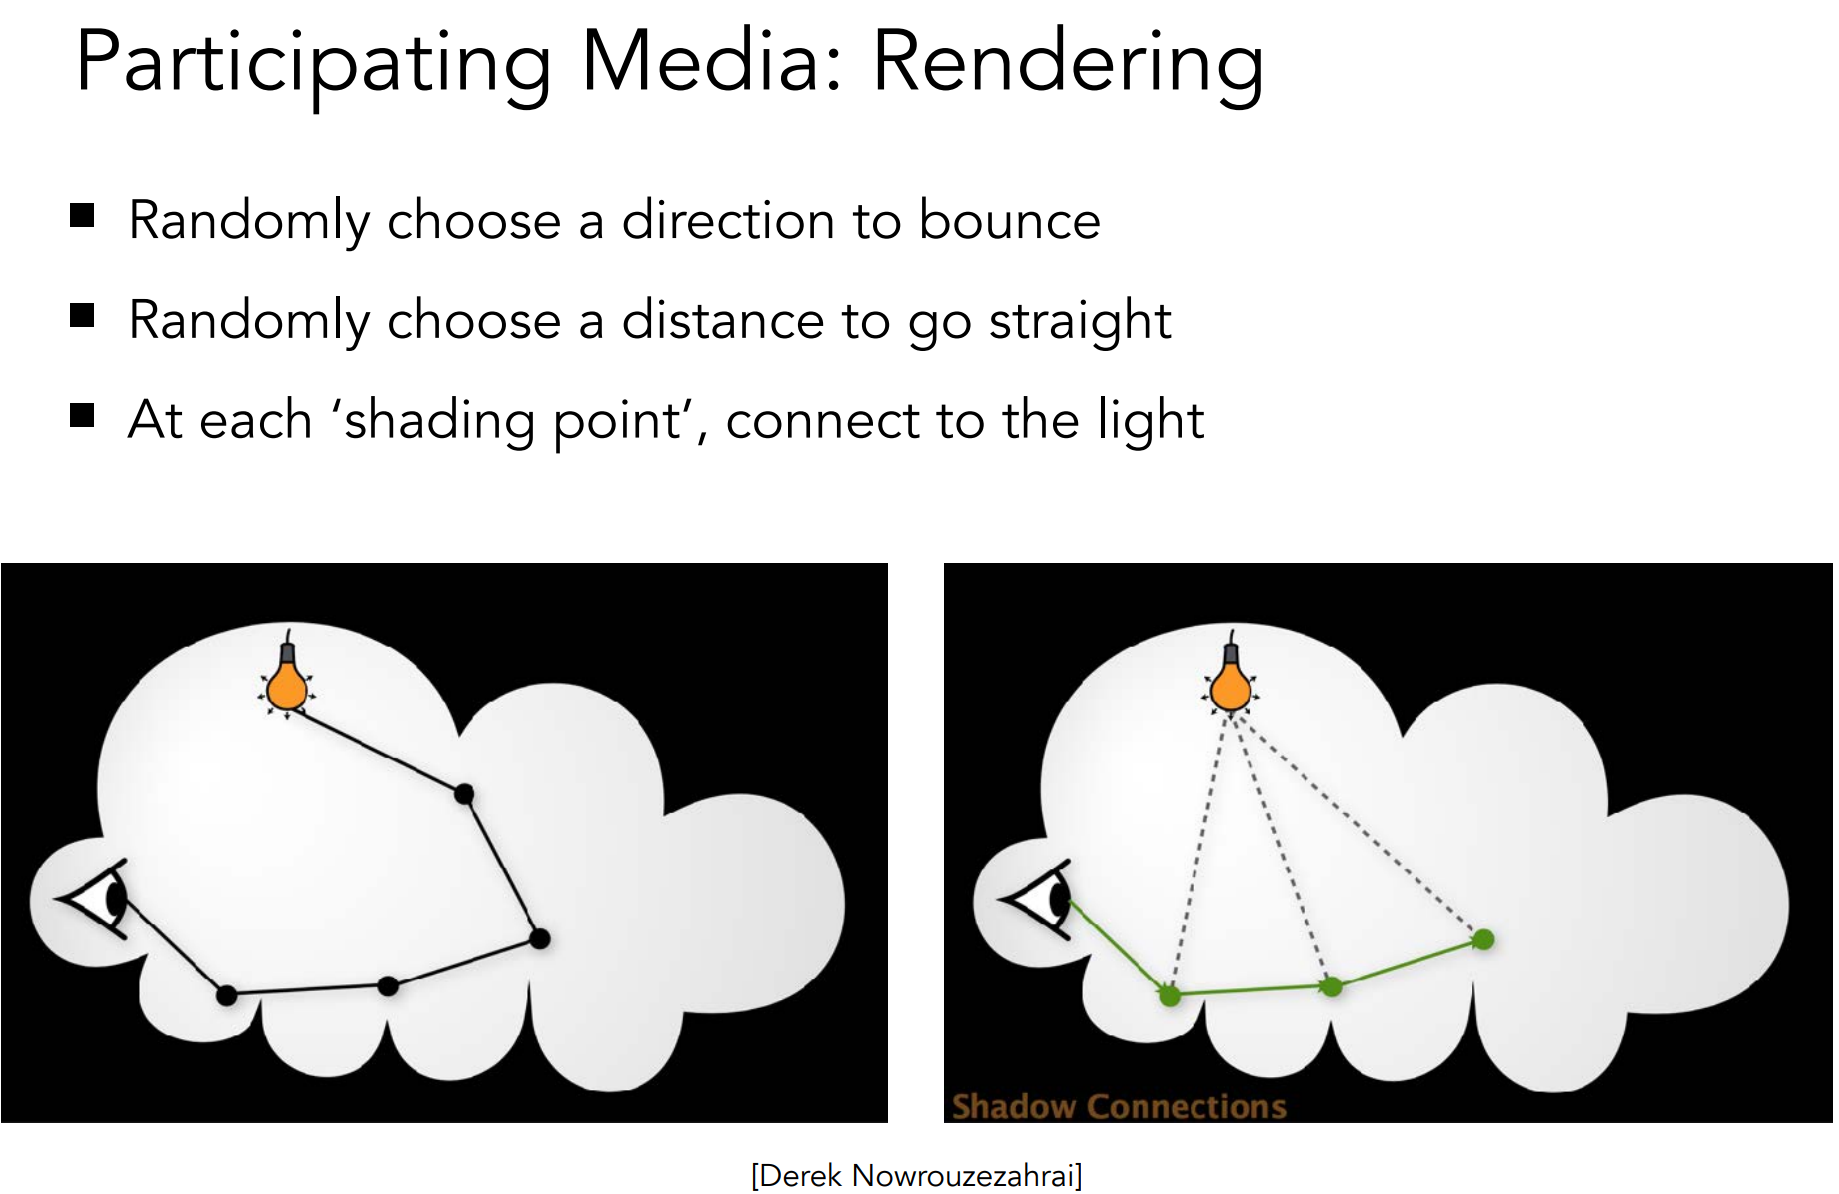 Participating Media: Rendering
■ Randomly choose a direction to bounce
■ Randomly choose a distance to go straight
■ At each ‘shading point’, connect to the light
Shadow Connections
[Derek Nowrouzezahrai]